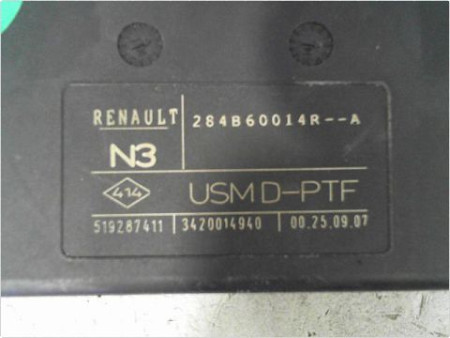 RENAULT 284B60014R--A
N3
414 USM D-PTF
519287411 3420014940 00.25.09.07